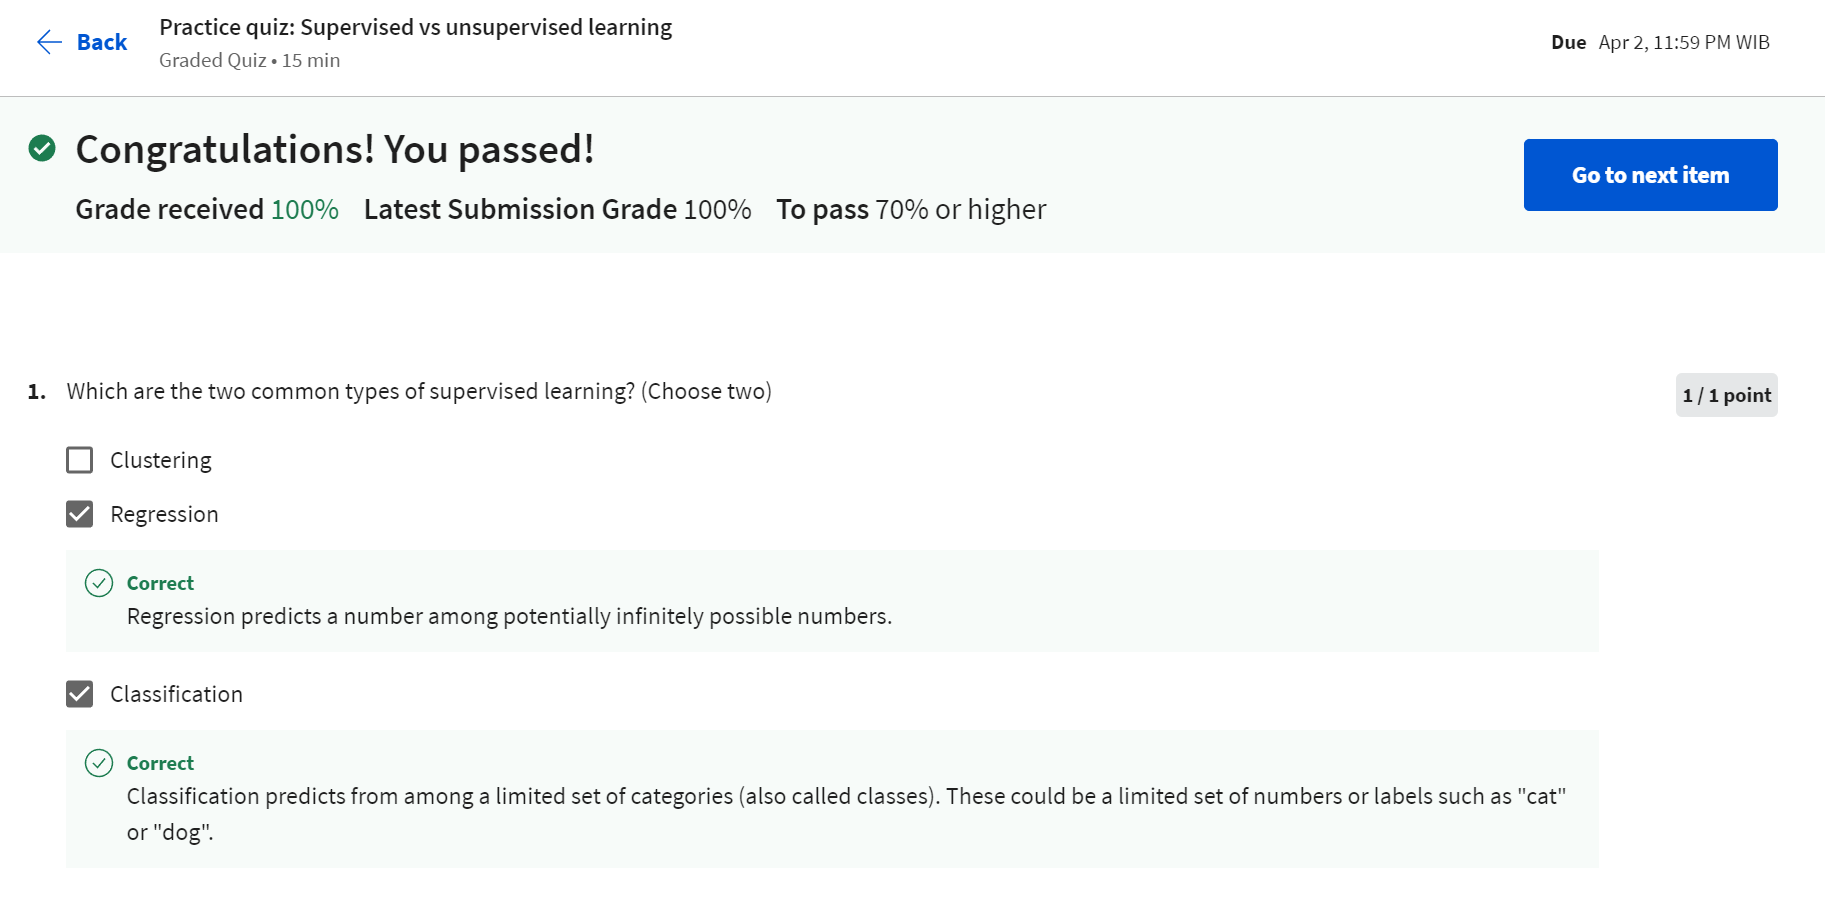 Back
Practice quiz: Supervised vs unsupervised learning
Graded Quiz • 15 min
Due Apr 2, 11:59 PM WIB
Congratulations! You passed!
Grade received 100% Latest Submission Grade 100% To pass 70% or higher
Go to next item
1. Which are the two common types of supervised learning? (Choose two)
1 / 1 point
Clustering
Regression
Correct
Regression predicts a number among potentially infinitely possible numbers.
Classification
Correct
Classification predicts from among a limited set of categories (also called classes). These could be a limited set of numbers or labels such as "cat"
or "dog".